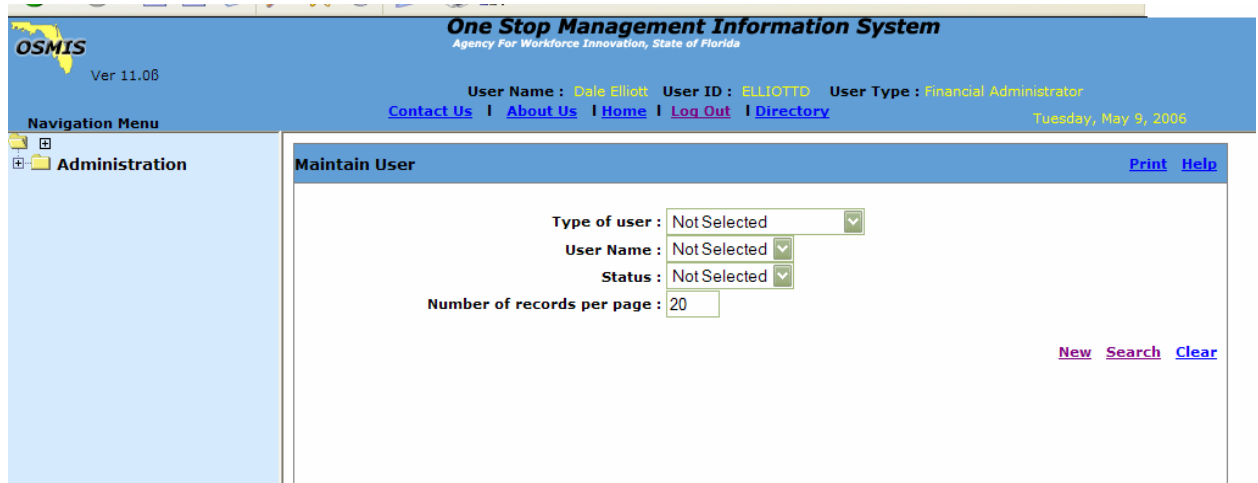 One Stop Management Information System
Agency For Workforce Innovation, State of Florida
OSMIS
Ver 11.0ß
User Name : Dale Elliott User ID : ELLIOTTD User Type : Financial Administrator
Contact Us I About Us I Home I Log Out I Directory
Navigation Menu
Tuesday, May 9, 2006
Administration
Maintain User
Print Help
Type of user : Not Selected
User Name : Not Selected
Status : Not Selected
Number of records per page : 20
New Search Clear